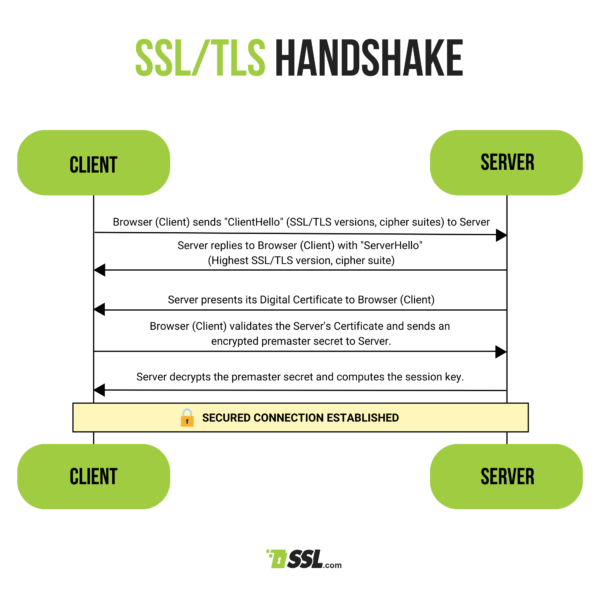 SSL/TLS HANDSHAKE
CLIENT
SERVER
Browser (Client) sends "ClientHello" (SSL/TLS versions, cipher suites) to Server
Server replies to Browser (Client) with "ServerHello"
(Highest SSL/TLS version, cipher suite)
Server presents its Digital Certificate to Browser (Client)
Browser (Client) validates the Server's Certificate and sends an
encrypted premaster secret to Server.
Server decrypts the premaster secret and computes the session key.
SECURED CONNECTION ESTABLISHED
CLIENT
SERVER
SSL.com